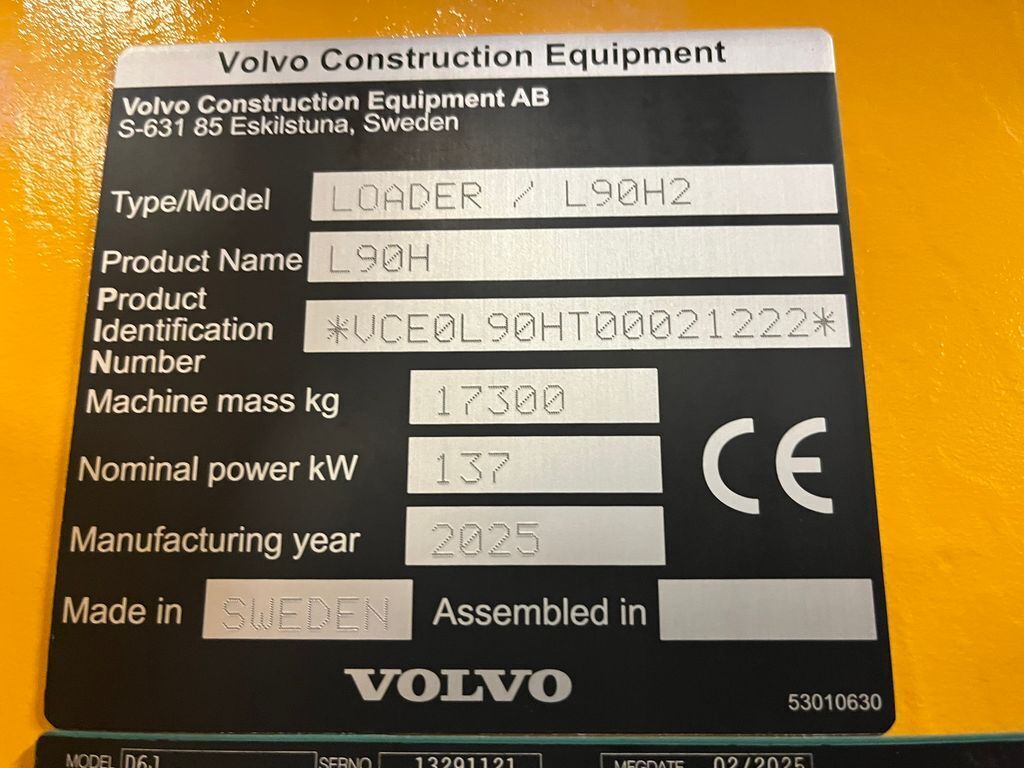 Volvo Construction Equipment
Volvo Construction Equipment AB
S-631 85 Eskilstuna, Sweden
Type/Model LOADER / L90H2
Product Name L90H
Product
Identification *VCE0L90HT00021222*
Number
Machine mass kg 17300
Nominal power kW 137
CE
Manufacturing year 2025
Made in SWEDEN Assembled in
VOLVO
53010630
MODEL D6J SERNO 13291121 MFGDATE 02/2025